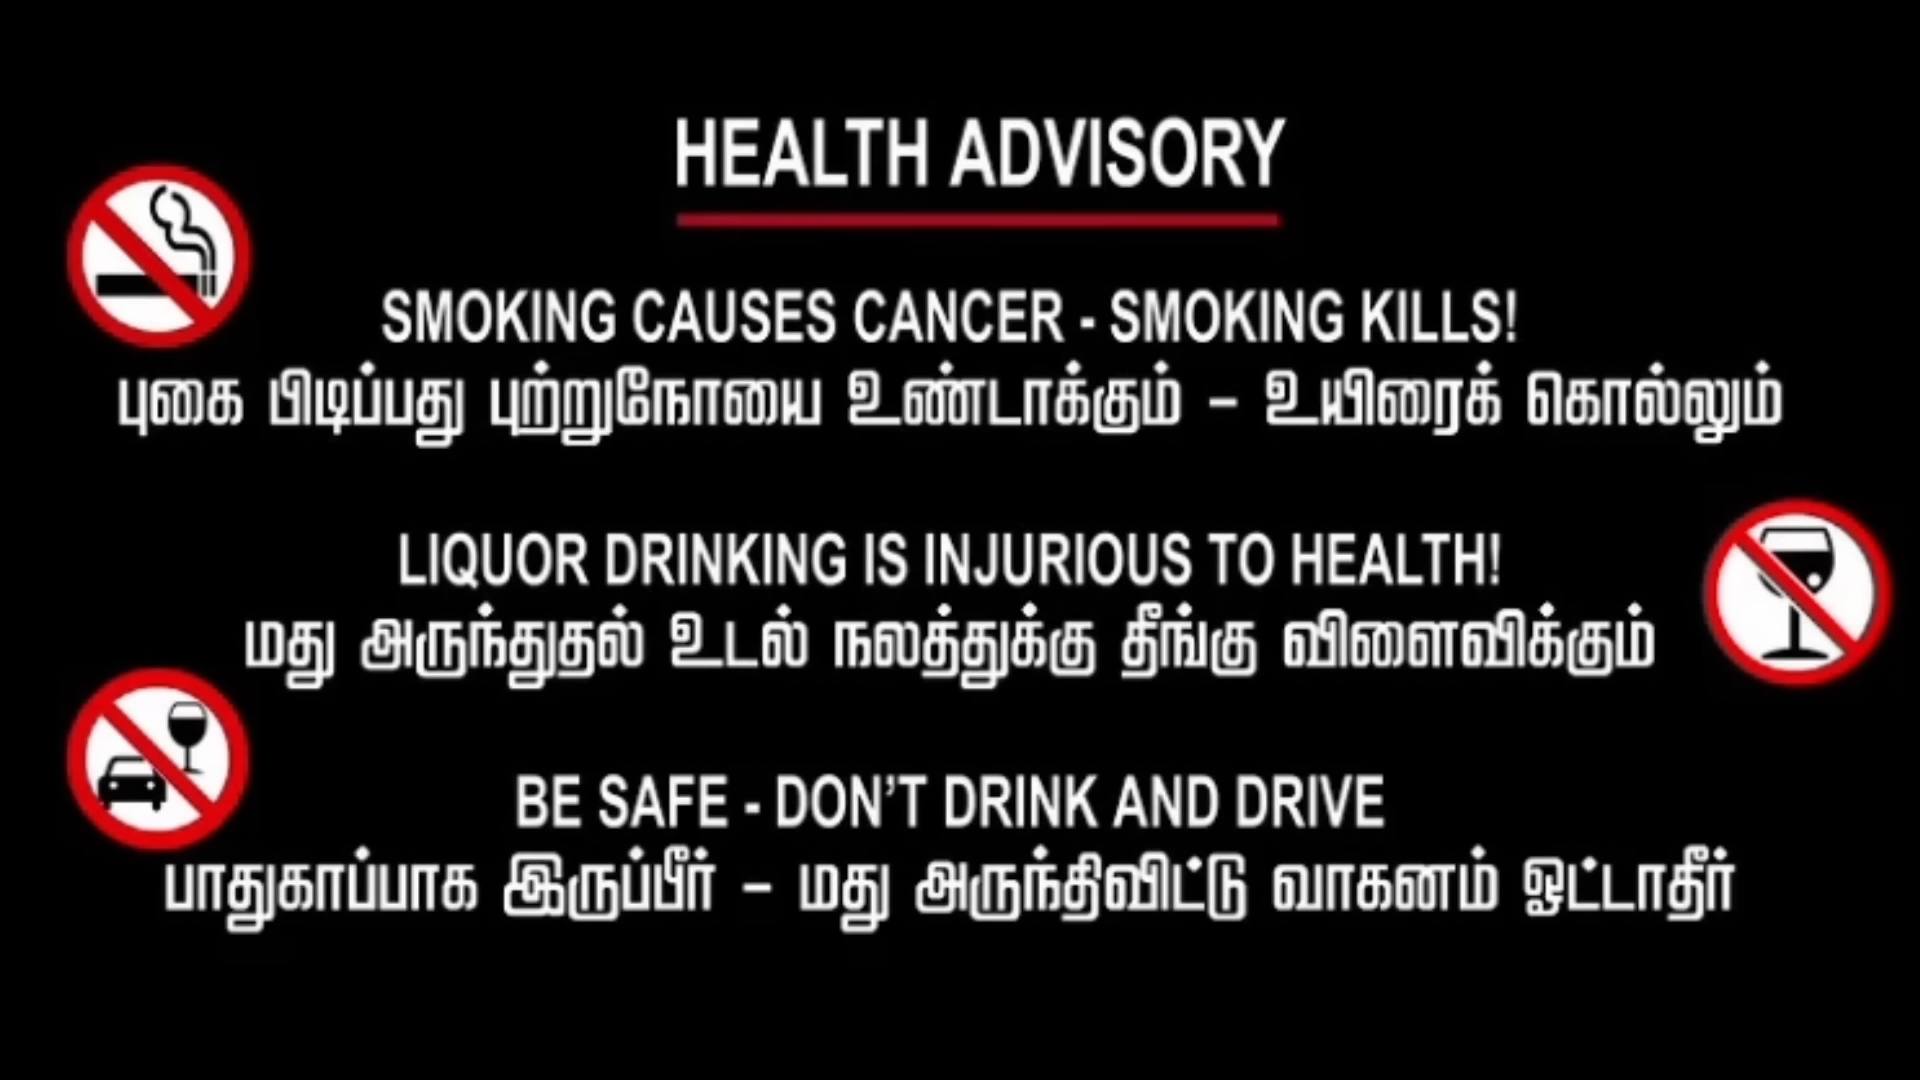 HEALTH ADVISORY
SMOKING CAUSES CANCER - SMOKING KILLS!
புகை பிடிப்பது புற்றுநோயை உண்டாக்கும் – உயிரைக் கொல்லும்
LIQUOR DRINKING IS INJURIOUS TO HEALTH!
மது அருந்துதல் உடல் நலத்துக்கு தீங்கு விளைவிக்கும்
BE SAFE - DON’T DRINK AND DRIVE
பாதுகாப்பாக இருப்பீர் – மது அருந்திவிட்டு வாகனம் ஓட்டாதீர்